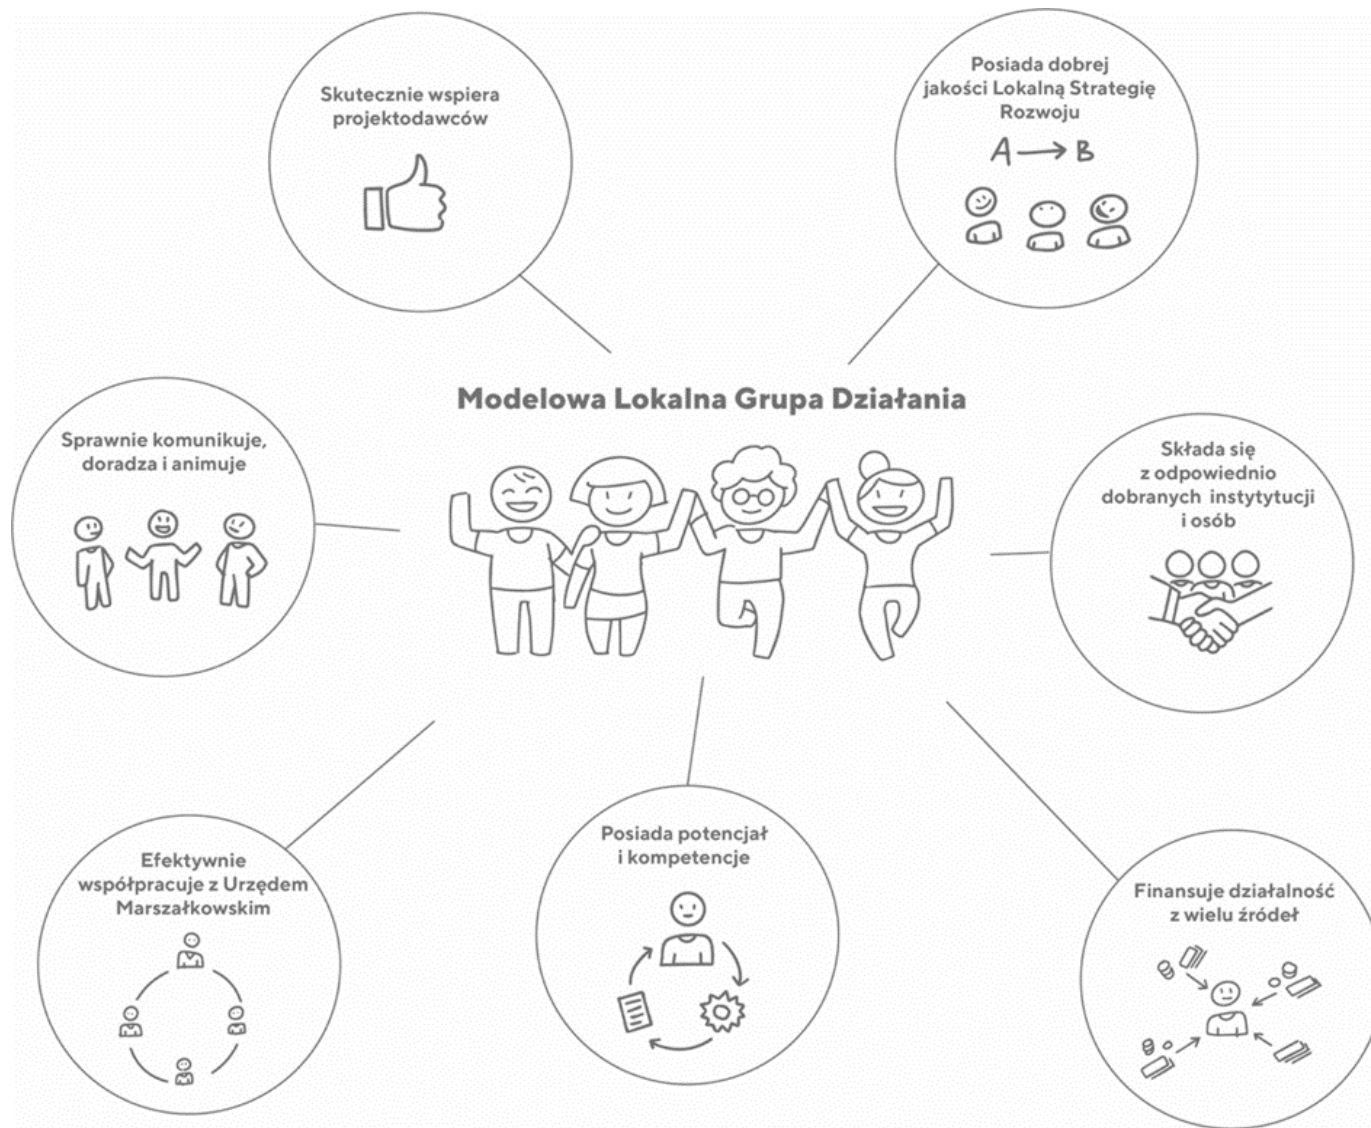 Skutecznie wspiera
projektodawców
Posiada dobrej
jakości Lokalną Strategię
Rozwoju
A → B
Modelowa Lokalna Grupa Działania
Sprawnie komunikuje,
doradza i animuje
Składa się
z odpowiednio
dobranych instytytucji
i osób
Efektywnie
współpracuje z Urzędem
Marszałkowskim
Posiada potencjał
i kompetencje
Finansuje działalność
z wielu źródeł